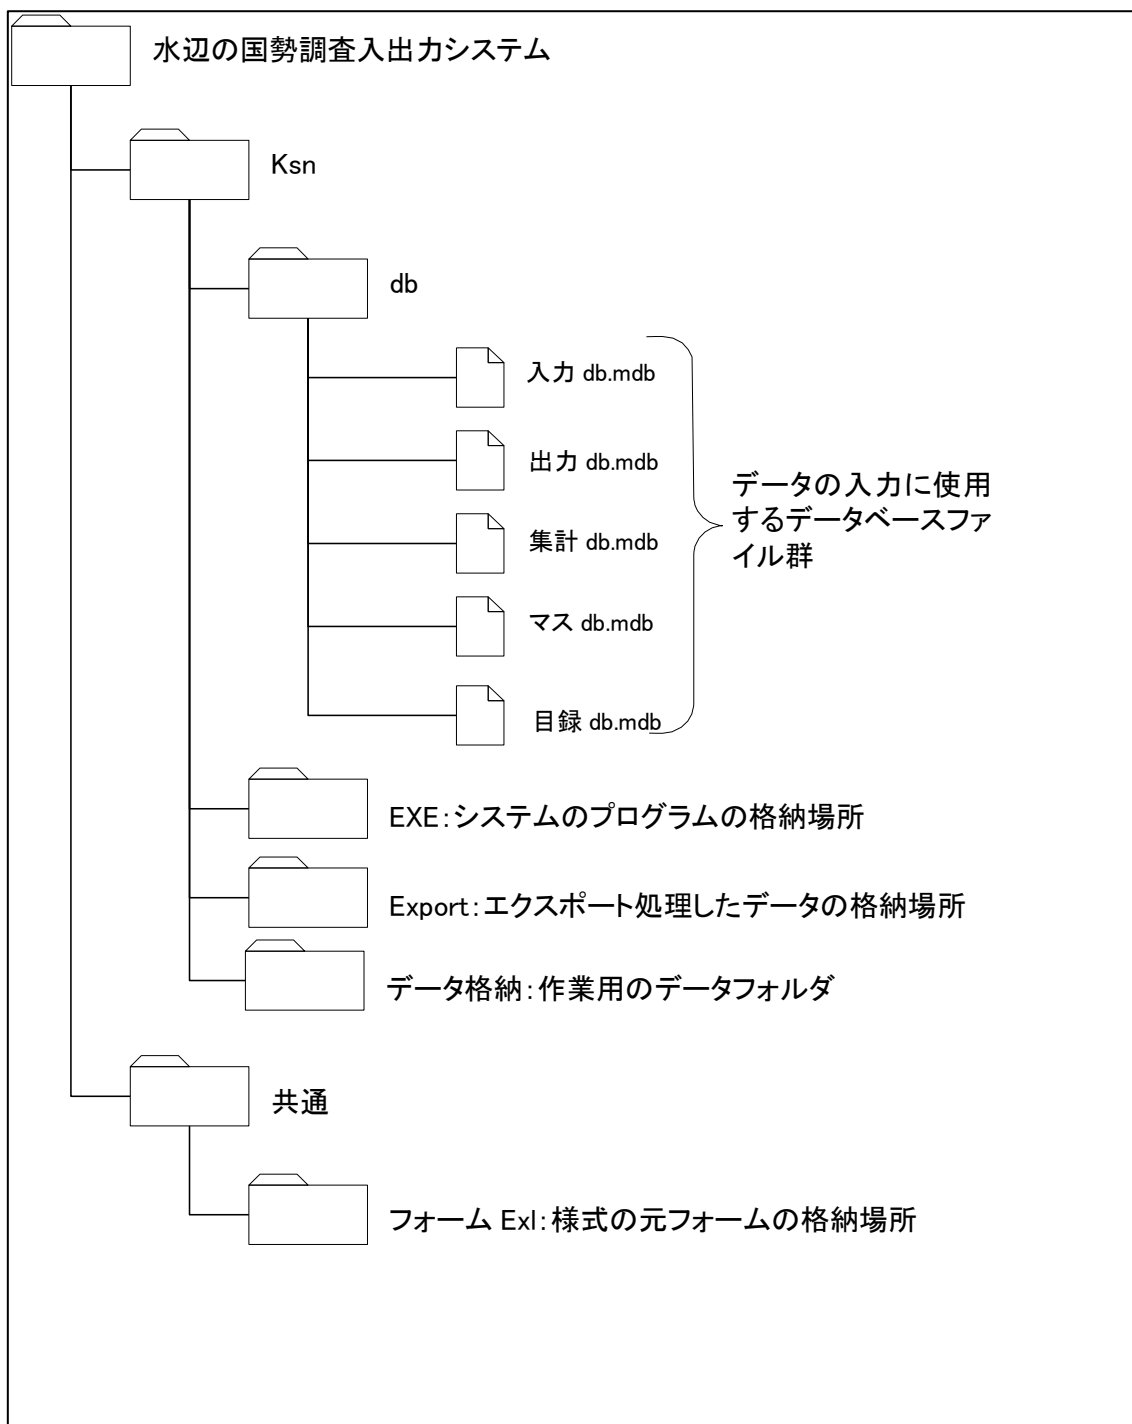 水辺の国勢調査入出力システム
Ksn
db
入力 db.mdb
出力 db.mdb
集計 db.mdb
マス db.mdb
目録 db.mdb
データの入力に使用
するデータベースファ
イル群
EXE:システムのプログラムの格納場所
Export:エクスポート処理したデータの格納場所
データ格納:作業用のデータフォルダ
共通
フォーム Exl:様式の元フォームの格納場所